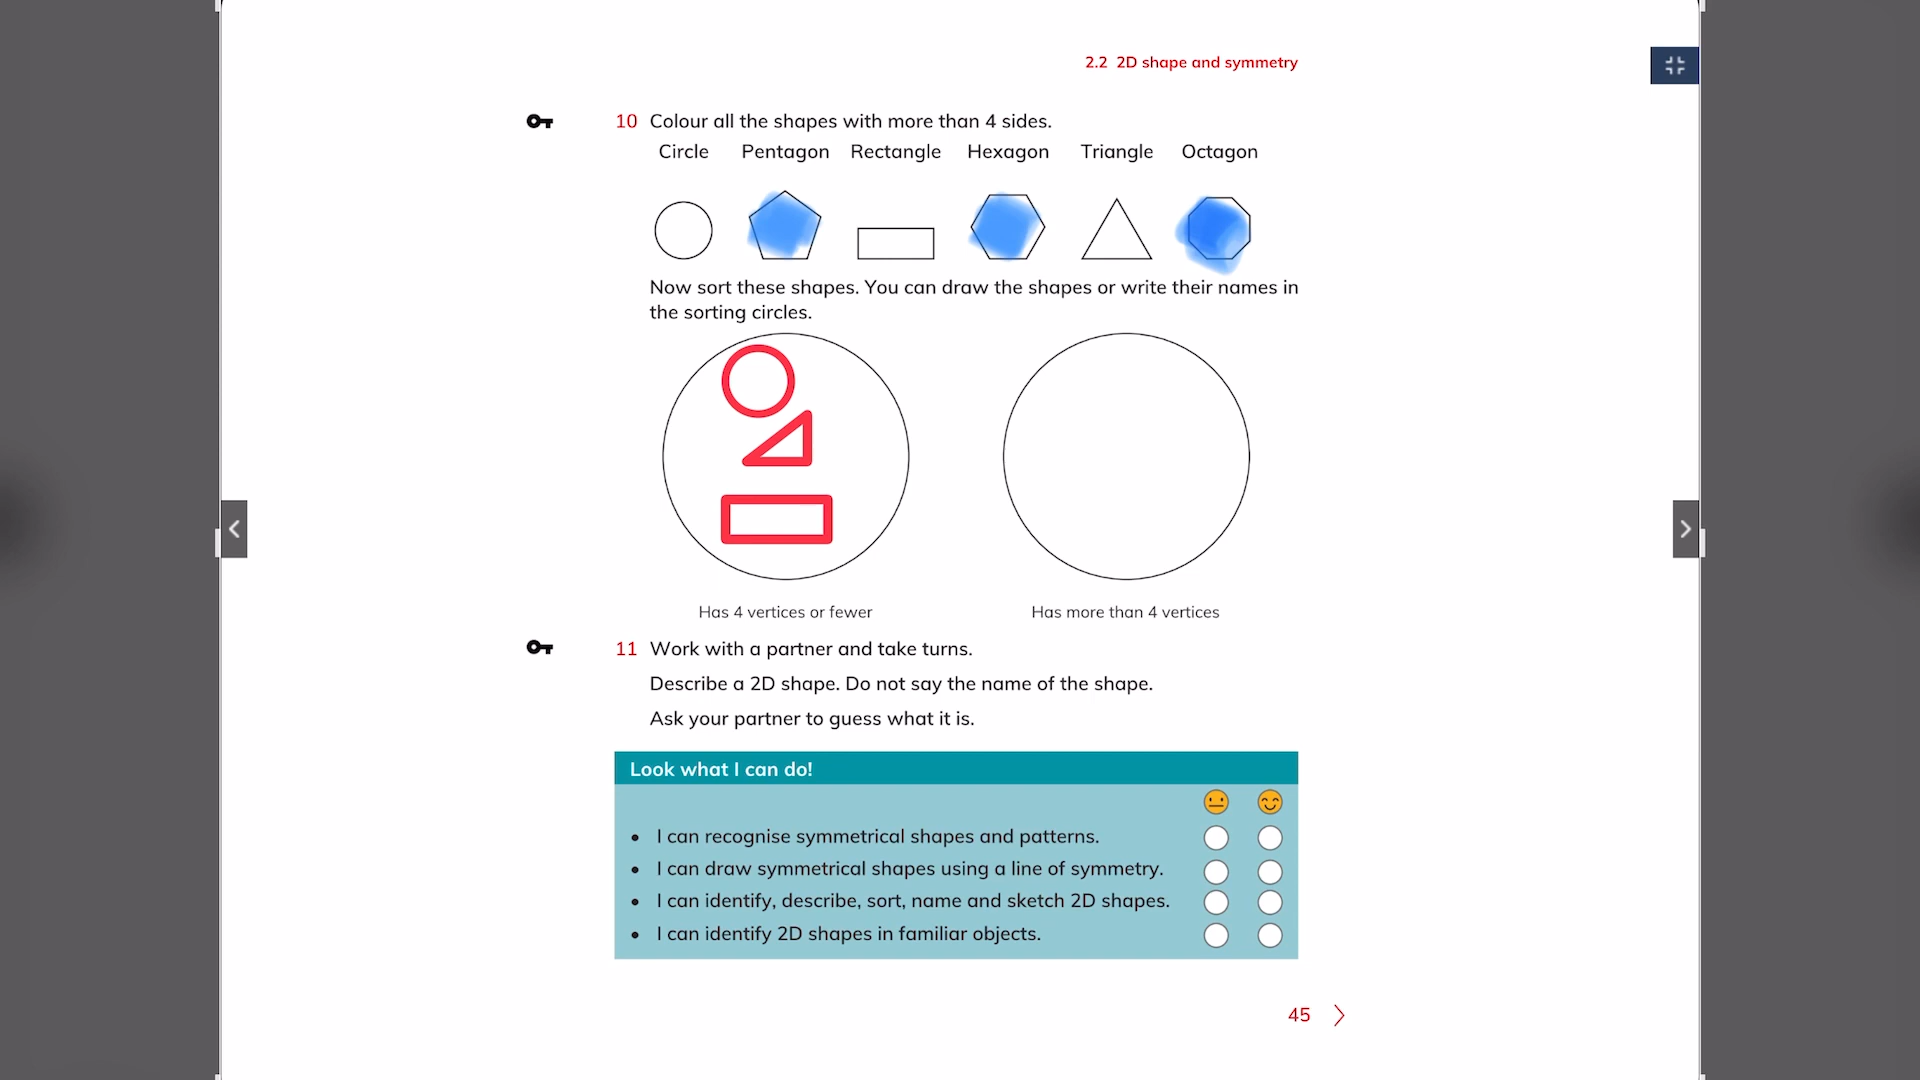 2.2 2D shape and symmetry
10 Colour all the shapes with more than 4 sides.
Circle Pentagon Rectangle Hexagon Triangle Octagon
Now sort these shapes. You can draw the shapes or write their names in
the sorting circles.
Has 4 vertices or fewer Has more than 4 vertices
11 Work with a partner and take turns.
Describe a 2D shape. Do not say the name of the shape.
Ask your partner to guess what it is.
Look what I can do!
• I can recognise symmetrical shapes and patterns.
• I can draw symmetrical shapes using a line of symmetry.
• I can identify, describe, sort, name and sketch 2D shapes.
• I can identify 2D shapes in familiar objects.
45